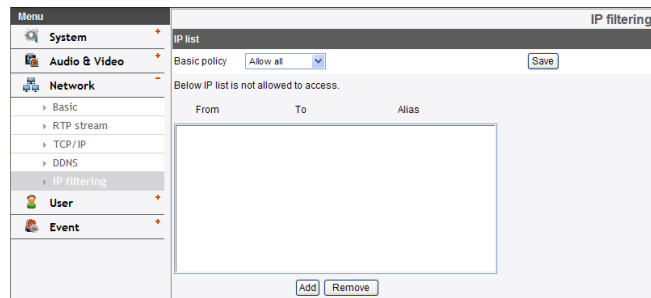 Menu
IP filtering
System +
Audio & Video +
Network -
Basic
RTP stream
TCP/IP
DDNS
IP filtering
User +
Event +
IP list
Basic policy Allow all Save
Below IP list is not allowed to access.
From To Alias
Add Remove